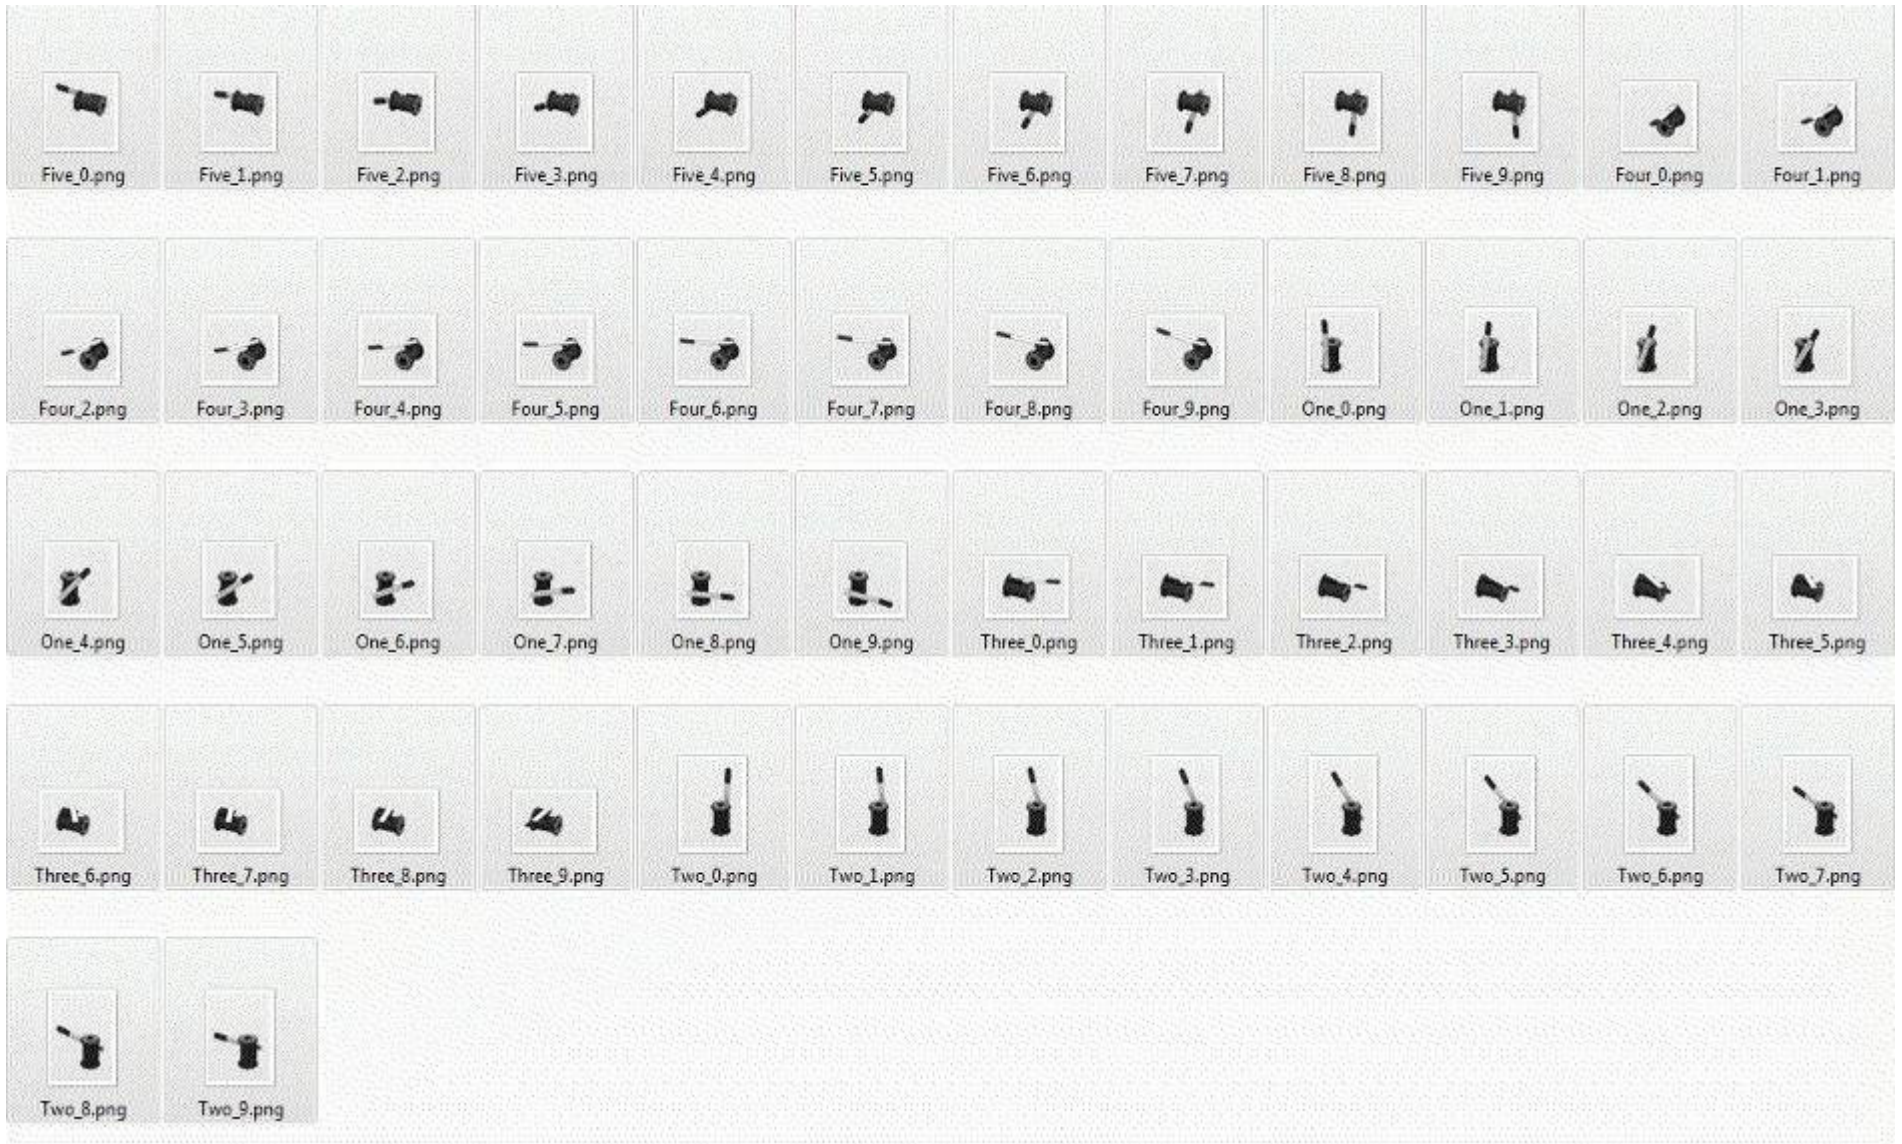 Five_0.png Five_1.png Five_2.png Five_3.png Five_4.png Five_5.png Five_6.png Five_7.png Five_8.png Five_9.png Four_0.png Four_1.png
Four_2.png Four_3.png Four_4.png Four_5.png Four_6.png Four_7.png Four_8.png Four_9.png One_0.png One_1.png One_2.png One_3.png
One_4.png One_5.png One_6.png One_7.png One_8.png One_9.png Three_0.png Three_1.png Three_2.png Three_3.png Three_4.png Three_5.png
Three_6.png Three_7.png Three_8.png Three_9.png Two_0.png Two_1.png Two_2.png Two_3.png Two_4.png Two_5.png Two_6.png Two_7.png
Two_8.png Two_9.png